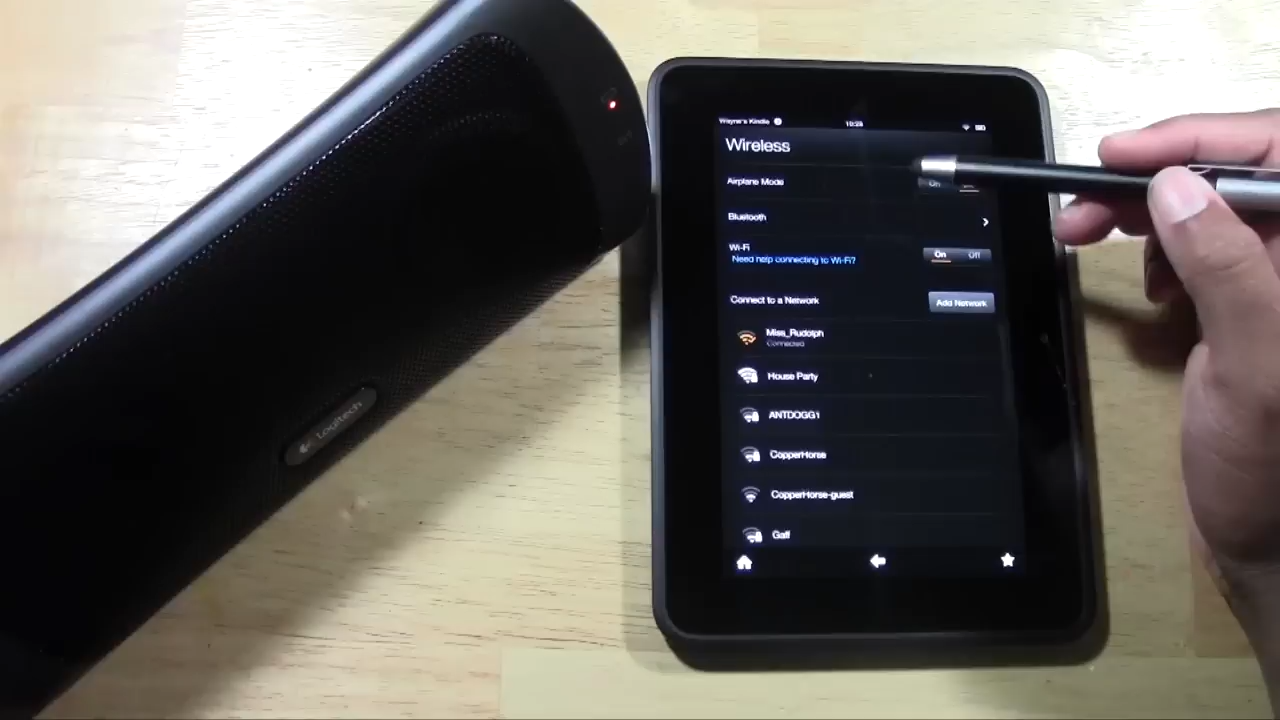 Wayne's Kindle
10:28
Wireless
Airplane Mode
On
Bluetooth
Wi-Fi
On Off
Need help connecting to Wi-Fi?
Connect to a Network
Add Network
Miss_Rudolph
Connected
House Party
ANTDOGG1
CopperHorse
CopperHorse-guest
Gaff
Logitech